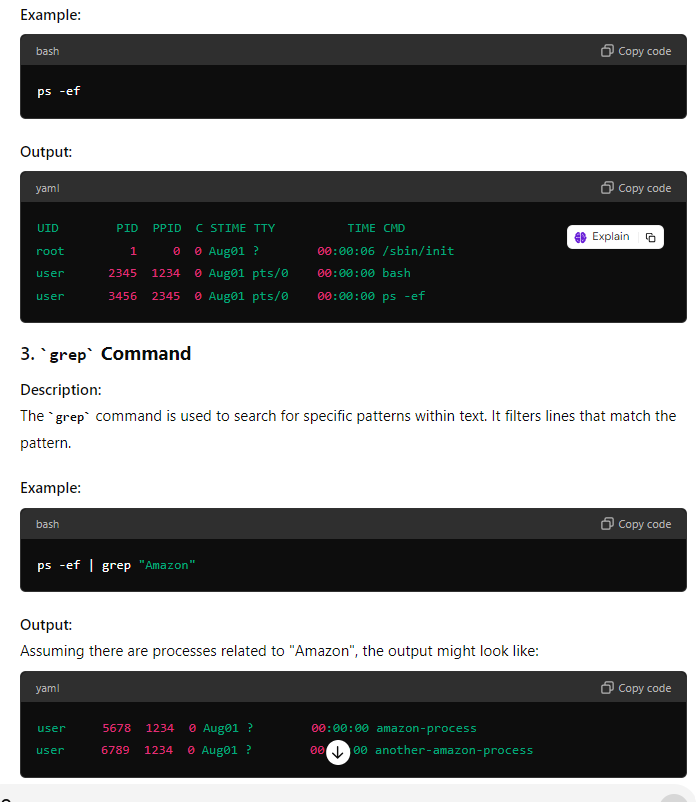 Example:
bash Copy code
ps -ef
Output:
yaml Copy code
UID PID PPID C STIME TTY TIME CMD
Explain
root 1 0 0 Aug01 ? 00:00:06 /sbin/init
user 2345 1234 0 Aug01 pts/0 00:00:00 bash
user 3456 2345 0 Aug01 pts/0 00:00:00 ps -ef
3. `grep` Command
Description:
The `grep` command is used to search for specific patterns within text. It filters lines that match the
pattern.
Example:
bash Copy code
ps -ef | grep "Amazon"
Output:
Assuming there are processes related to "Amazon", the output might look like:
yaml Copy code
user 5678 1234 0 Aug01 ? 00:00:00 amazon-process
user 6789 1234 0 Aug01 ? 00 00 another-amazon-process